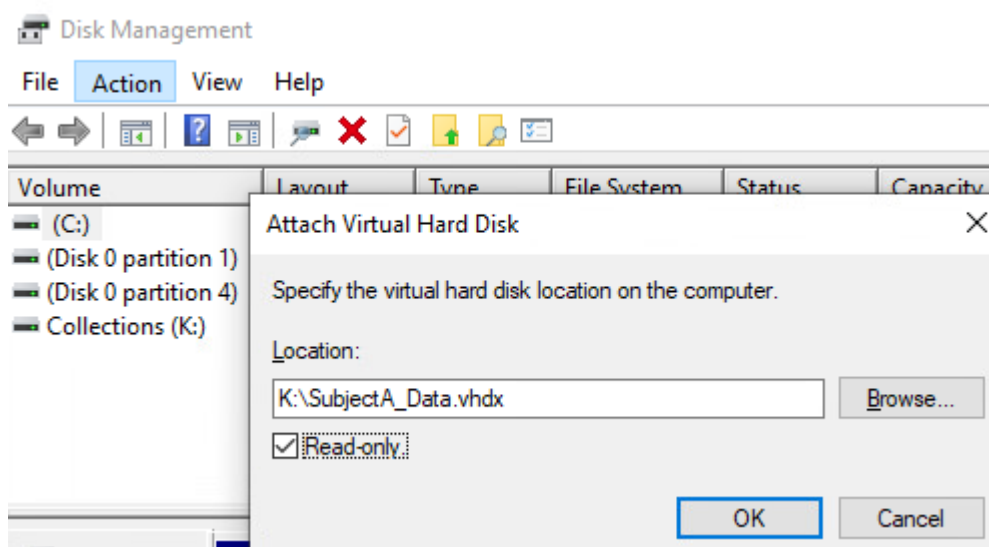 Disk Management
File Action View Help
Volume Layout Type File System Status Capacity
(C:)
(Disk 0 partition 1)
(Disk 0 partition 4)
Collections (K:)
Attach Virtual Hard Disk
Specify the virtual hard disk location on the computer.
Location:
K:\SubjectA_Data.vhdx
Browse...
Read-only.
OK Cancel